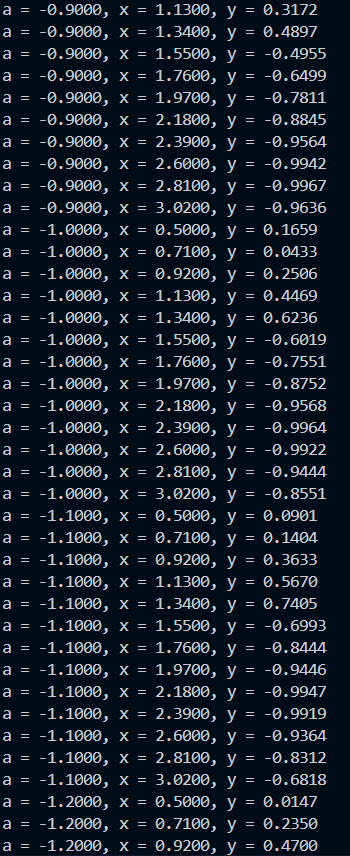 a = -0.9000, x = 1.1300, y = 0.3172
a = -0.9000, x = 1.3400, y = 0.4897
a = -0.9000, x = 1.5500, y = -0.4955
a = -0.9000, x = 1.7600, y = -0.6499
a = -0.9000, x = 1.9700, y = -0.7811
a = -0.9000, x = 2.1800, y = -0.8845
a = -0.9000, x = 2.3900, y = -0.9564
a = -0.9000, x = 2.6000, y = -0.9942
a = -0.9000, x = 2.8100, y = -0.9967
a = -0.9000, x = 3.0200, y = -0.9636
a = -1.0000, x = 0.5000, y = 0.1659
a = -1.0000, x = 0.7100, y = 0.0433
a = -1.0000, x = 0.9200, y = 0.2506
a = -1.0000, x = 1.1300, y = 0.4469
a = -1.0000, x = 1.3400, y = 0.6236
a = -1.0000, x = 1.5500, y = -0.6019
a = -1.0000, x = 1.7600, y = -0.7551
a = -1.0000, x = 1.9700, y = -0.8752
a = -1.0000, x = 2.1800, y = -0.9568
a = -1.0000, x = 2.3900, y = -0.9964
a = -1.0000, x = 2.6000, y = -0.9922
a = -1.0000, x = 2.8100, y = -0.9444
a = -1.0000, x = 3.0200, y = -0.8551
a = -1.1000, x = 0.5000, y = 0.0901
a = -1.1000, x = 0.7100, y = 0.1404
a = -1.1000, x = 0.9200, y = 0.3633
a = -1.1000, x = 1.1300, y = 0.5670
a = -1.1000, x = 1.3400, y = 0.7405
a = -1.1000, x = 1.5500, y = -0.6993
a = -1.1000, x = 1.7600, y = -0.8444
a = -1.1000, x = 1.9700, y = -0.9446
a = -1.1000, x = 2.1800, y = -0.9947
a = -1.1000, x = 2.3900, y = -0.9919
a = -1.1000, x = 2.6000, y = -0.9364
a = -1.1000, x = 2.8100, y = -0.8312
a = -1.1000, x = 3.0200, y = -0.6818
a = -1.2000, x = 0.5000, y = 0.0147
a = -1.2000, x = 0.7100, y = 0.2350
a = -1.2000, x = 0.9200, y = 0.4700